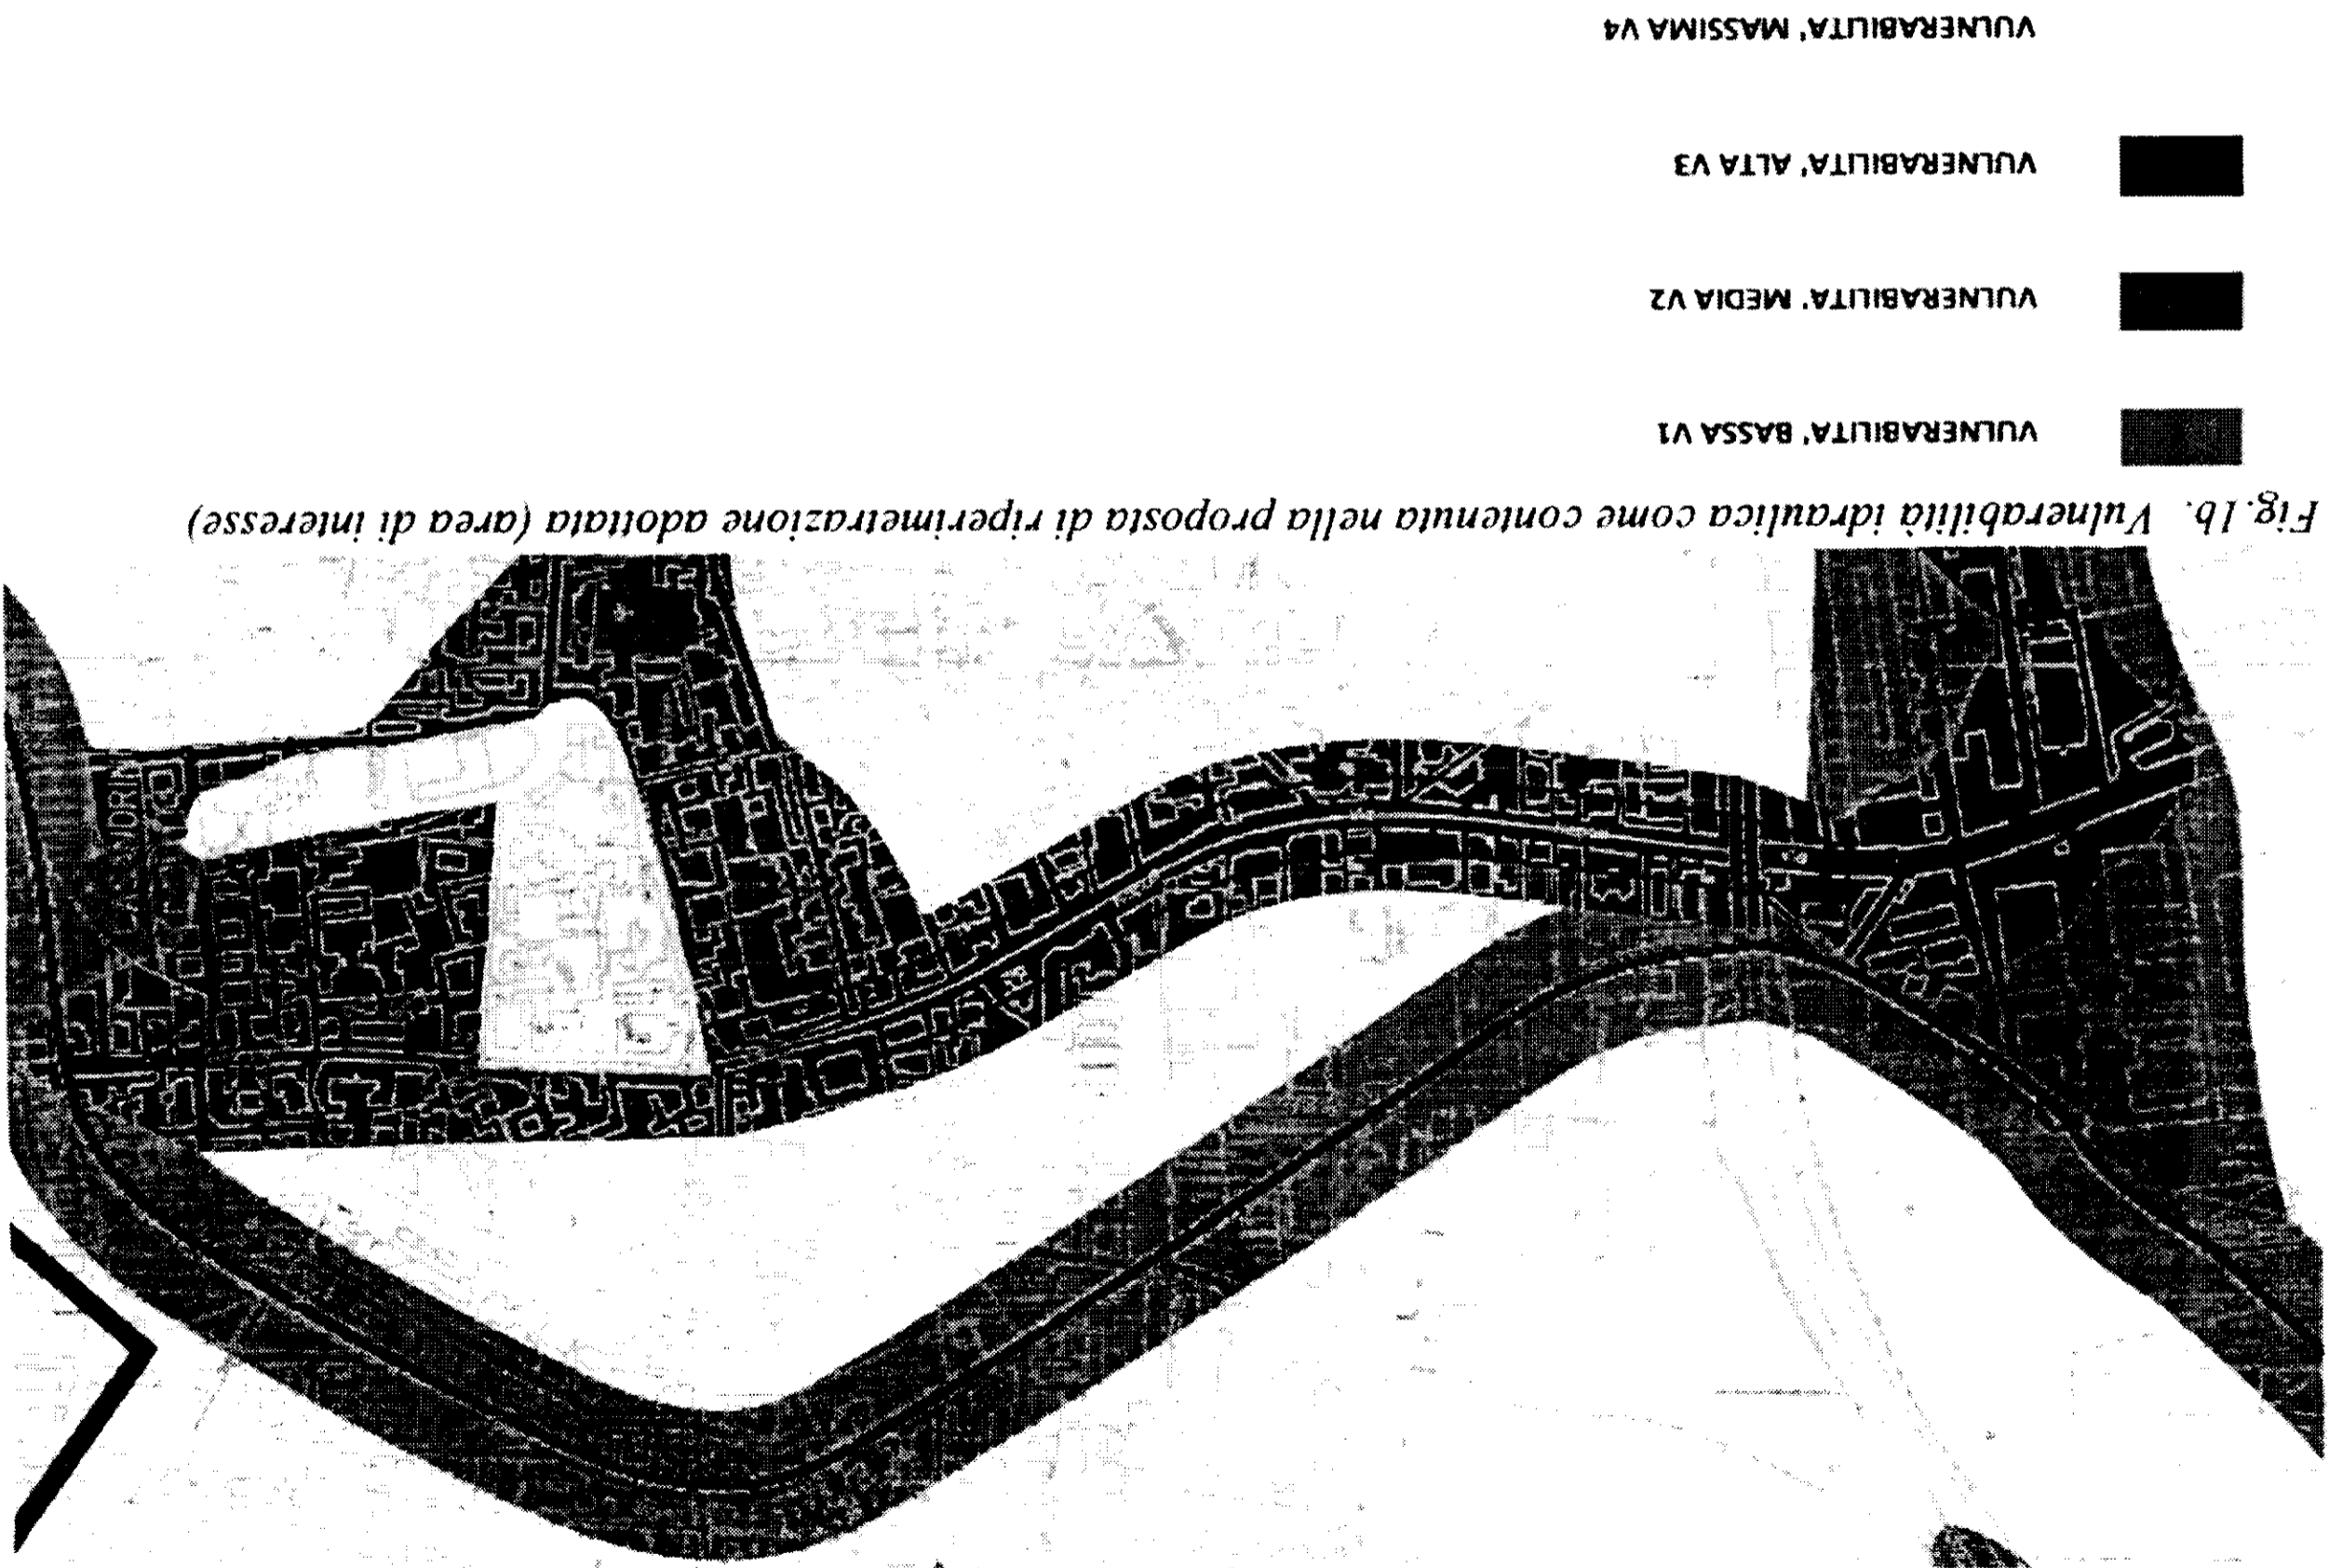 CASANDRIN
Fig.1b. Vulnerabilità idraulica come contenuta nella proposta di riperimetrazione adottata (area di interesse)
VULNERABILITA' BASSA V1
VULNERABILITA' MEDIA V2
VULNERABILITA' ALTA V3
VULNERABILITA' MASSIMA V4